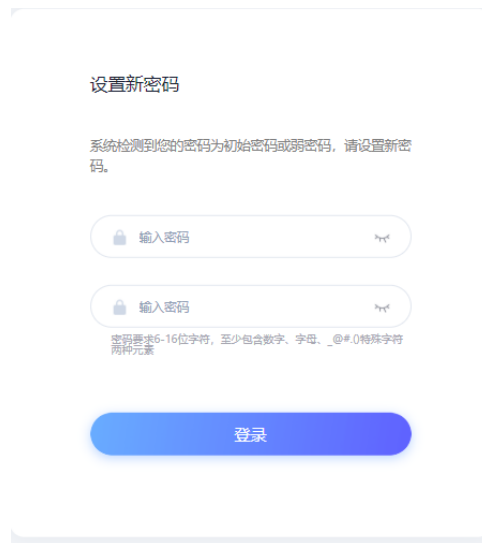 设置新密码
系统检测到您的密码为初始密码或弱密码，请设置新密
码。
输入密码
输入密码
密码要求6-16位字符，至少包含数字、字母、_@#.()特殊字符
两种元素
登录